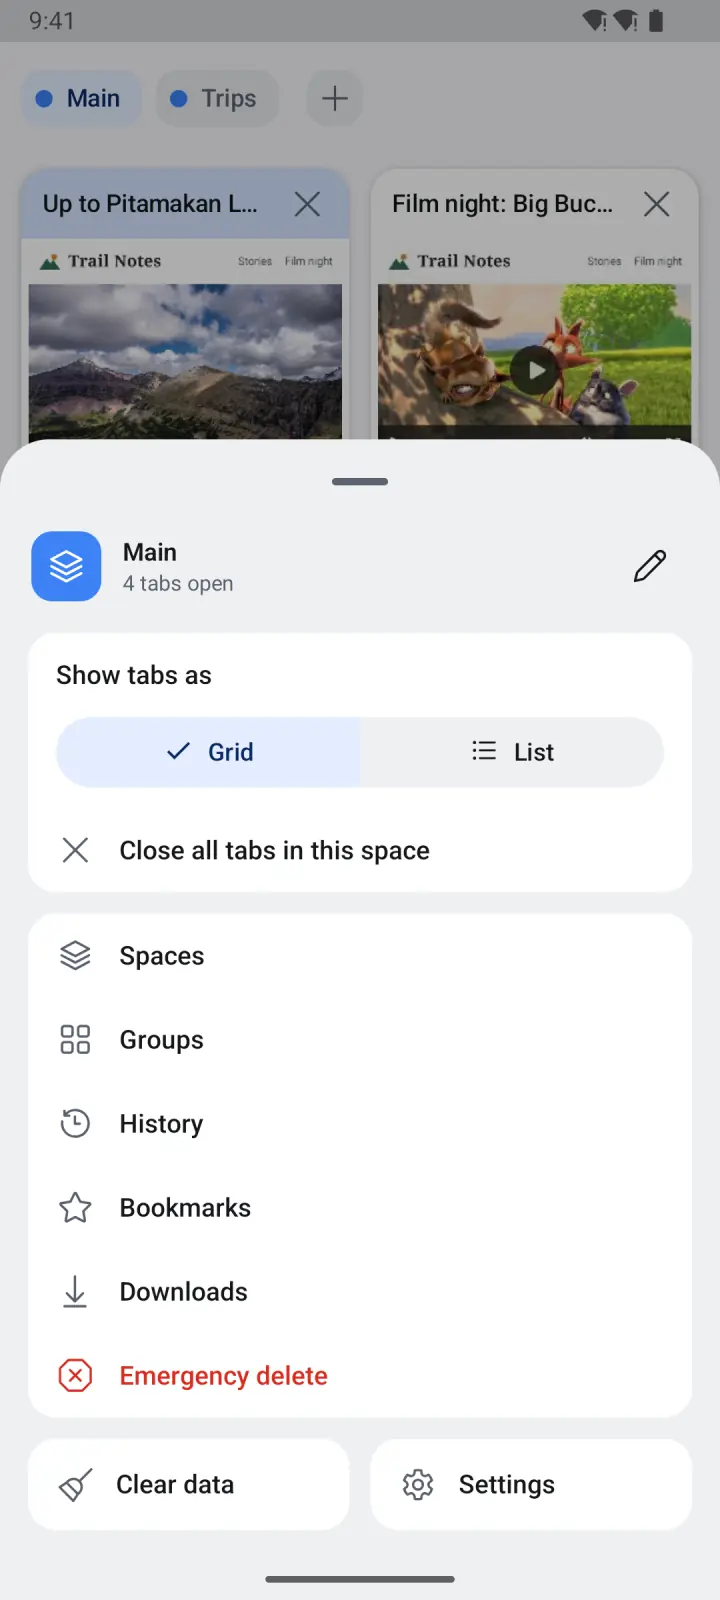 9:41
Main
Trips
Up to Pitamakan L...
Film night: Big Buc...
Trail Notes
Stories
Film night
Trail Notes
Stories
Film night
Main
4 tabs open
Show tabs as
Grid
List
Close all tabs in this space
Spaces
Groups
History
Bookmarks
Downloads
Emergency delete
Clear data
Settings